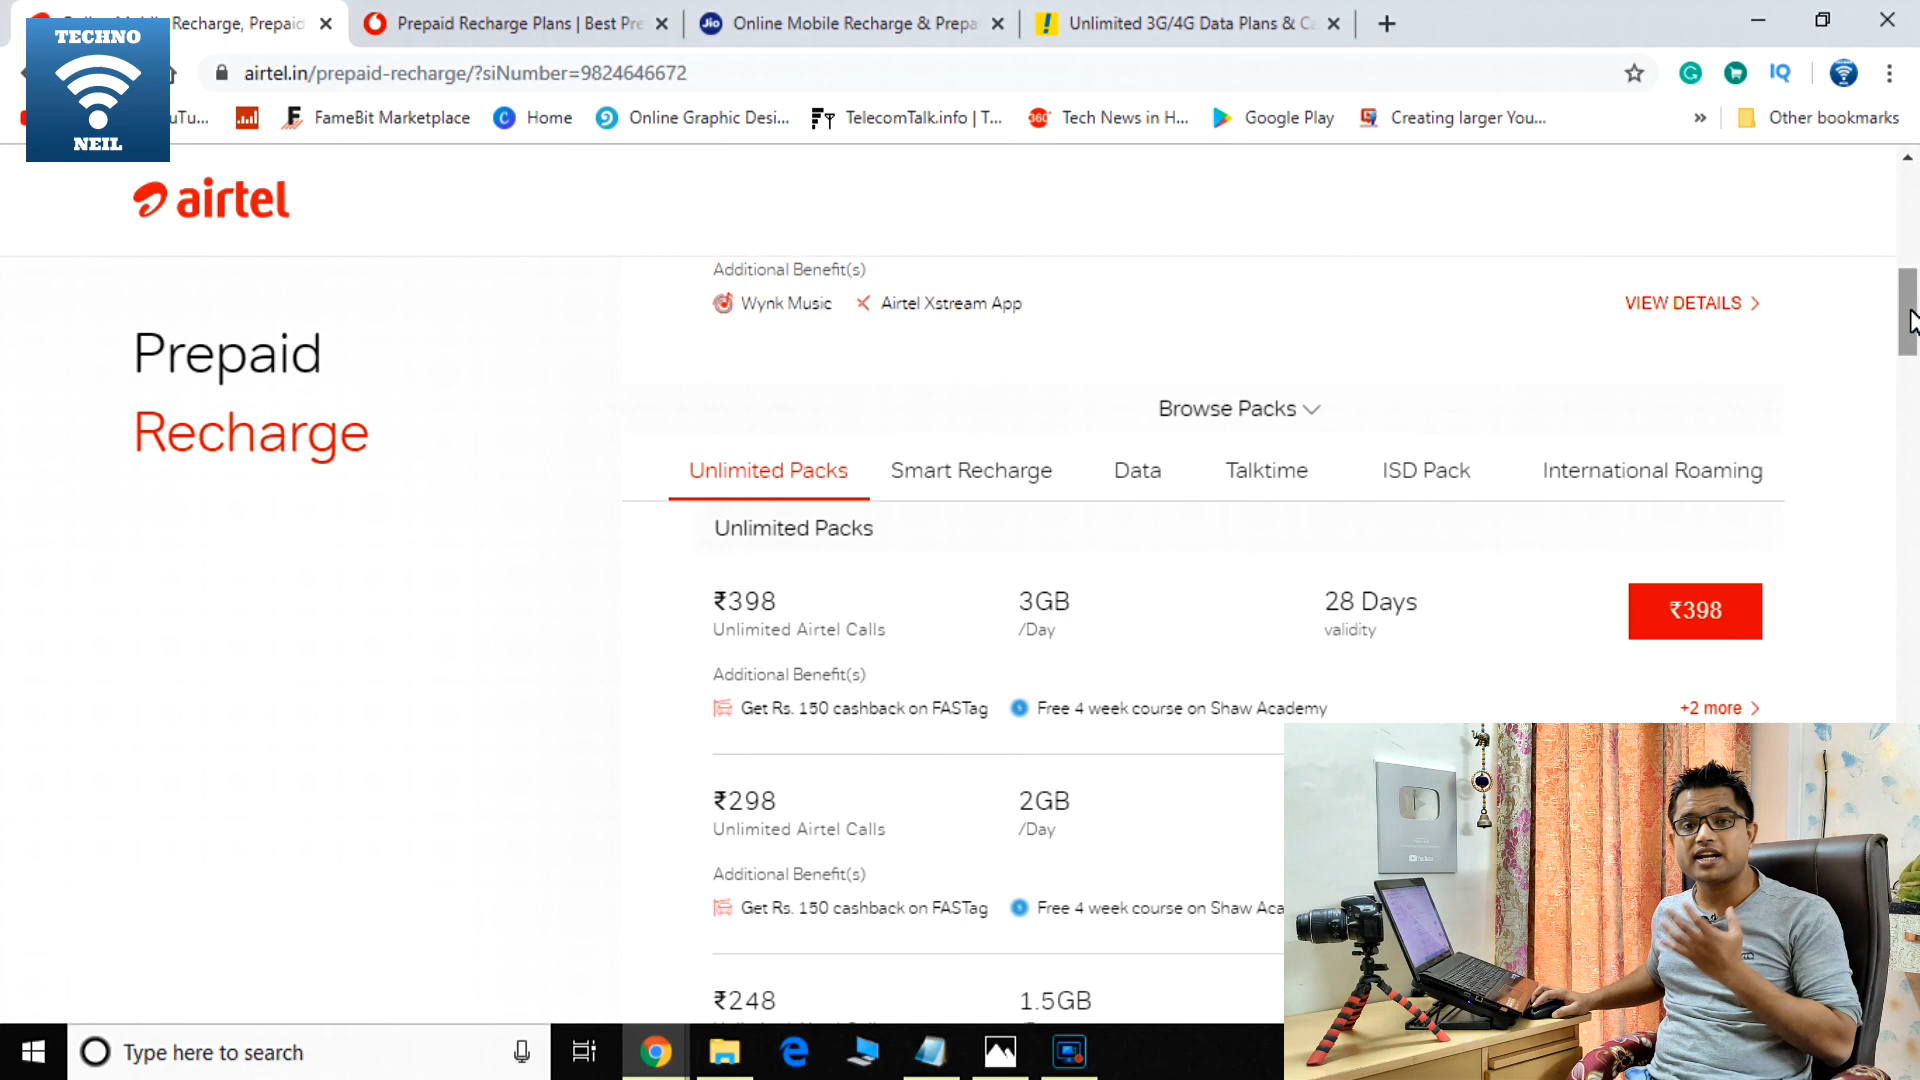 TECHNO
NEIL
Recharge, Prepaid
Prepaid Recharge Plans | Best Pre
Jio
Online Mobile Recharge & Prepa
Unlimited 3G/4G Data Plans & Ca
airtel.in/prepaid-recharge/?siNumber=9824646672
IQ
uTu...
FameBit Marketplace
Home
Online Graphic Desi...
TelecomTalk.info | T...
360
Tech News in H...
Google Play
Creating larger You...
»
Other bookmarks
airtel
Prepaid
Recharge
Additional Benefit(s)
Wynk Music
Airtel Xstream App
VIEW DETAILS >
Browse Packs
Unlimited Packs
Smart Recharge
Data
Talktime
ISD Pack
International Roaming
Unlimited Packs
₹398
3GB
28 Days
₹398
Unlimited Airtel Calls
/Day
validity
Additional Benefit(s)
Get Rs. 150 cashback on FASTag
Free 4 week course on Shaw Academy
+2 more >
₹298
2GB
Unlimited Airtel Calls
/Day
Additional Benefit(s)
Get Rs. 150 cashback on FASTag
Free 4 week course on Shaw Aca
₹248
1.5GB
YouTube
Type here to search